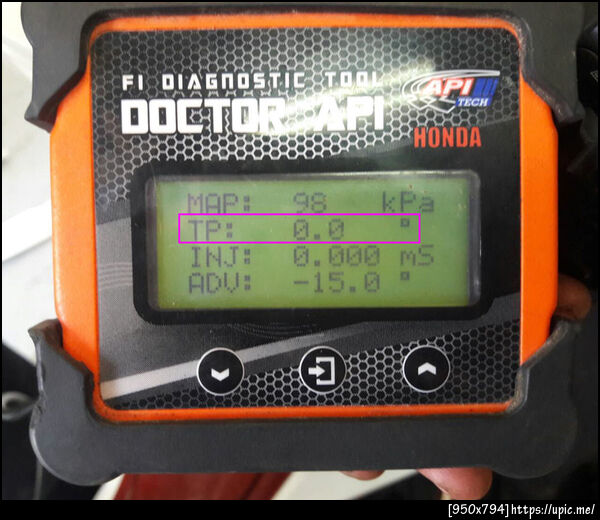 FI DIAGNOSTIC TOOL
DOCTOR API
API
TECH
HONDA
MAP: 98 kPa
TP: 0.0 °
INJ: 0.000 mS
ADV: -15.0 °
[950x794]https://upic.me/